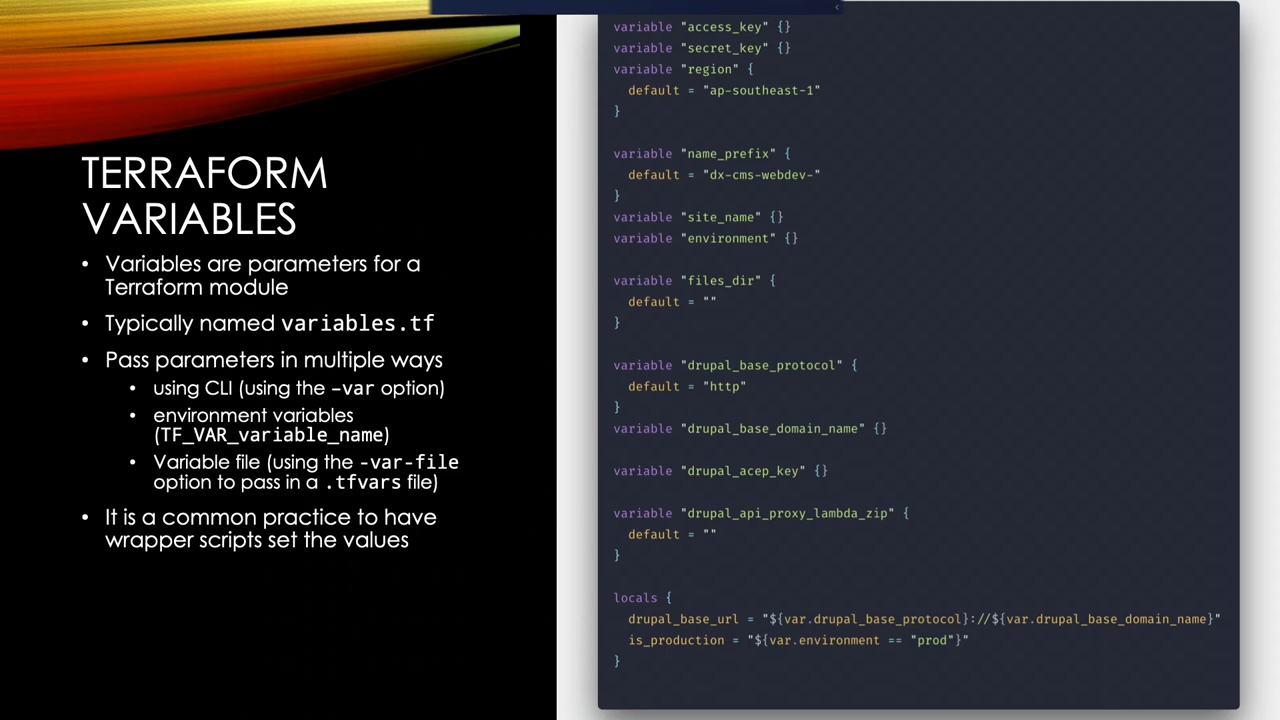 TERRAFORM
VARIABLES
• Variables are parameters for a
Terraform module
• Typically named variables.tf
• Pass parameters in multiple ways
• using CLI (using the –var option)
• environment variables
(TF_VAR_variable_name)
• Variable file (using the -var-file
option to pass in a .tfvars file)
• It is a common practice to have
wrapper scripts set the values
variable "access_key" {}
variable "secret_key" {}
variable "region" {
  default = "ap-southeast-1"
}
variable "name_prefix" {
  default = "dx-cms-webdev-"
}
variable "site_name" {}
variable "environment" {}
variable "files_dir" {
  default = ""
}
variable "drupal_base_protocol" {
  default = "http"
}
variable "drupal_base_domain_name" {}
variable "drupal_acep_key" {}
variable "drupal_api_proxy_lambda_zip" {
  default = ""
}
locals {
  drupal_base_url = "${var.drupal_base_protocol}://${var.drupal_base_domain_name}"
  is_production = "${var.environment == "prod"}"
}